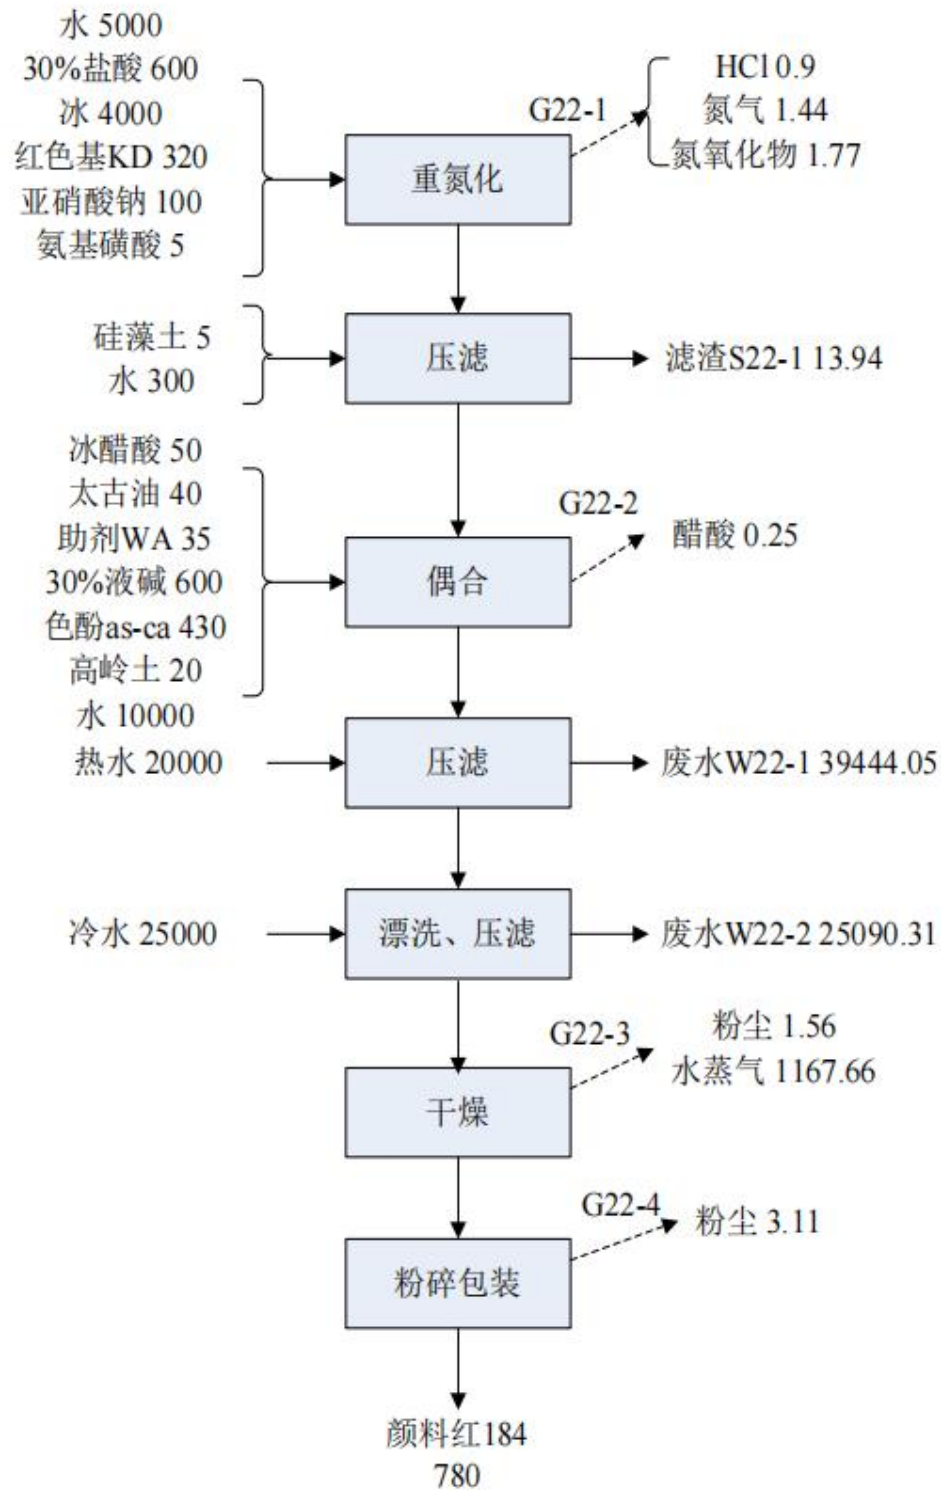 水 5000
30%盐酸 600
冰 4000
红色基KD 320
亚硝酸钠 100
氨基磺酸 5
重氮化
G22-1
HCl 0.9
氮气 1.44
氮氧化物 1.77
硅藻土 5
水 300
压滤
滤渣S22-1 13.94
冰醋酸 50
太古油 40
助剂WA 35
30%液碱 600
色酚as-ca 430
高岭土 20
水 10000
偶合
G22-2
醋酸 0.25
热水 20000
压滤
废水W22-1 39444.05
冷水 25000
漂洗、压滤
废水W22-2 25090.31
干燥
G22-3
粉尘 1.56
水蒸气 1167.66
粉碎包装
G22-4
粉尘 3.11
颜料红184
780